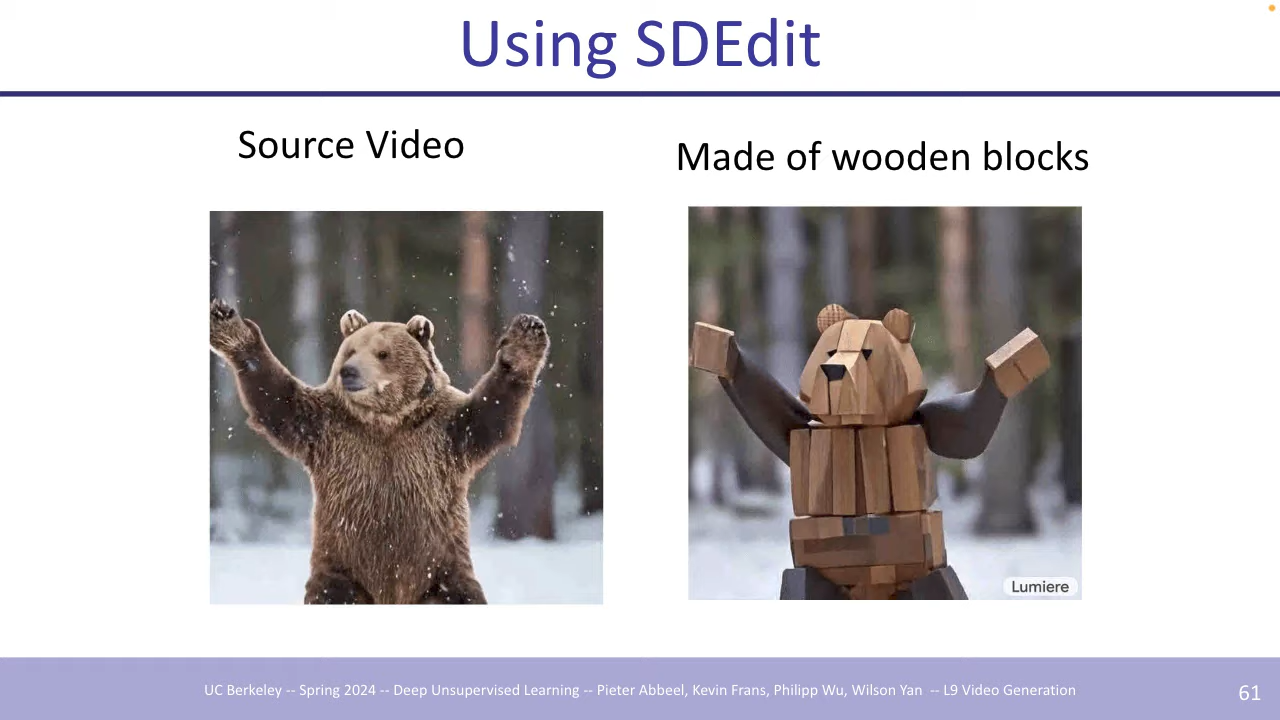 Using SDEdit
Source Video
Made of wooden blocks
Lumiere
UC Berkeley -- Spring 2024 -- Deep Unsupervised Learning -- Pieter Abbeel, Kevin Frans, Philipp Wu, Wilson Yan -- L9 Video Generation
61